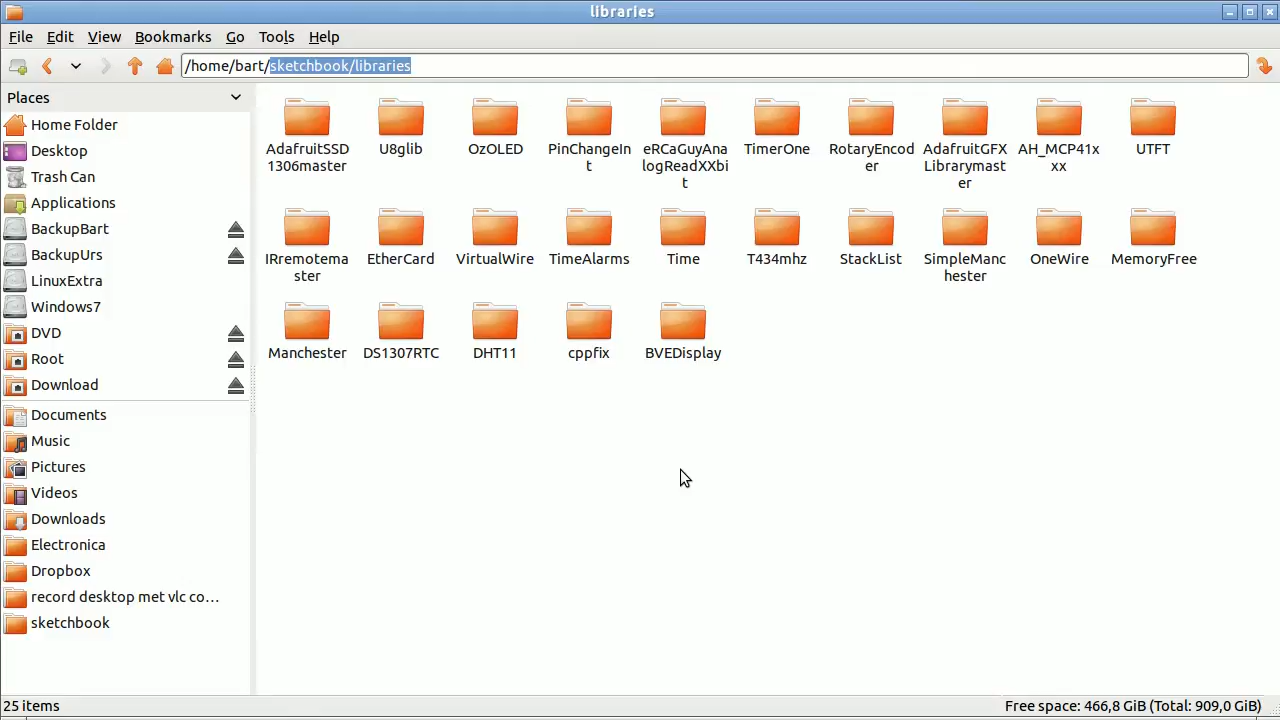 libraries
File Edit View Bookmarks Go Tools Help
/home/bart/sketchbook/libraries
Places
Home Folder
Desktop
Trash Can
Applications
BackupBart
BackupUrs
LinuxExtra
Windows7
DVD
Root
Download
Documents
Music
Pictures
Videos
Downloads
Electronica
Dropbox
record desktop met vlc co...
sketchbook
AdafruitSSD
1306master
U8glib
OzOLED
PinChangeIn
t
eRCaGuyAna
logReadXXbi
t
TimerOne
RotaryEncod
er
AdafruitGFX
Librarymast
er
AH_MCP41x
xx
UTFT
IRremotema
ster
EtherCard
VirtualWire
TimeAlarms
Time
T434mhz
StackList
SimpleManc
hester
OneWire
MemoryFree
Manchester
DS1307RTC
DHT11
cppfix
BVEDisplay
25 items
Free space: 466,8 GiB (Total: 909,0 GiB)